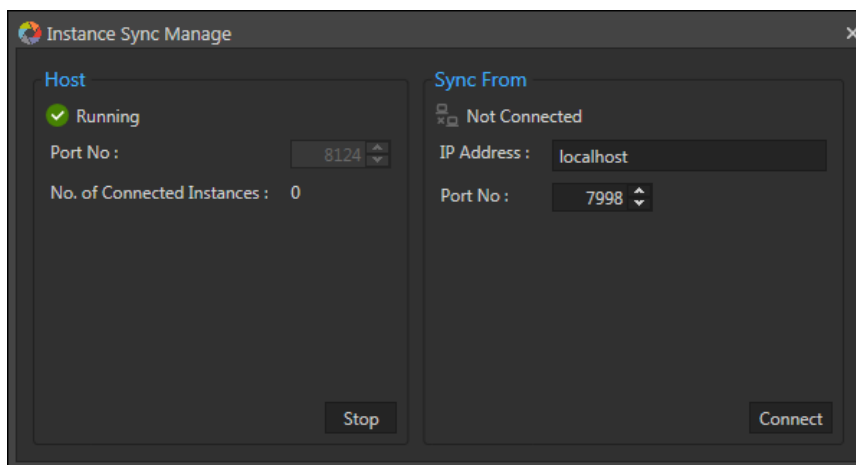 Instance Sync Manage
Host
Running
Port No :
8124
No. of Connected Instances : 0
Stop
Sync From
Not Connected
IP Address : localhost
Port No : 7998
Connect